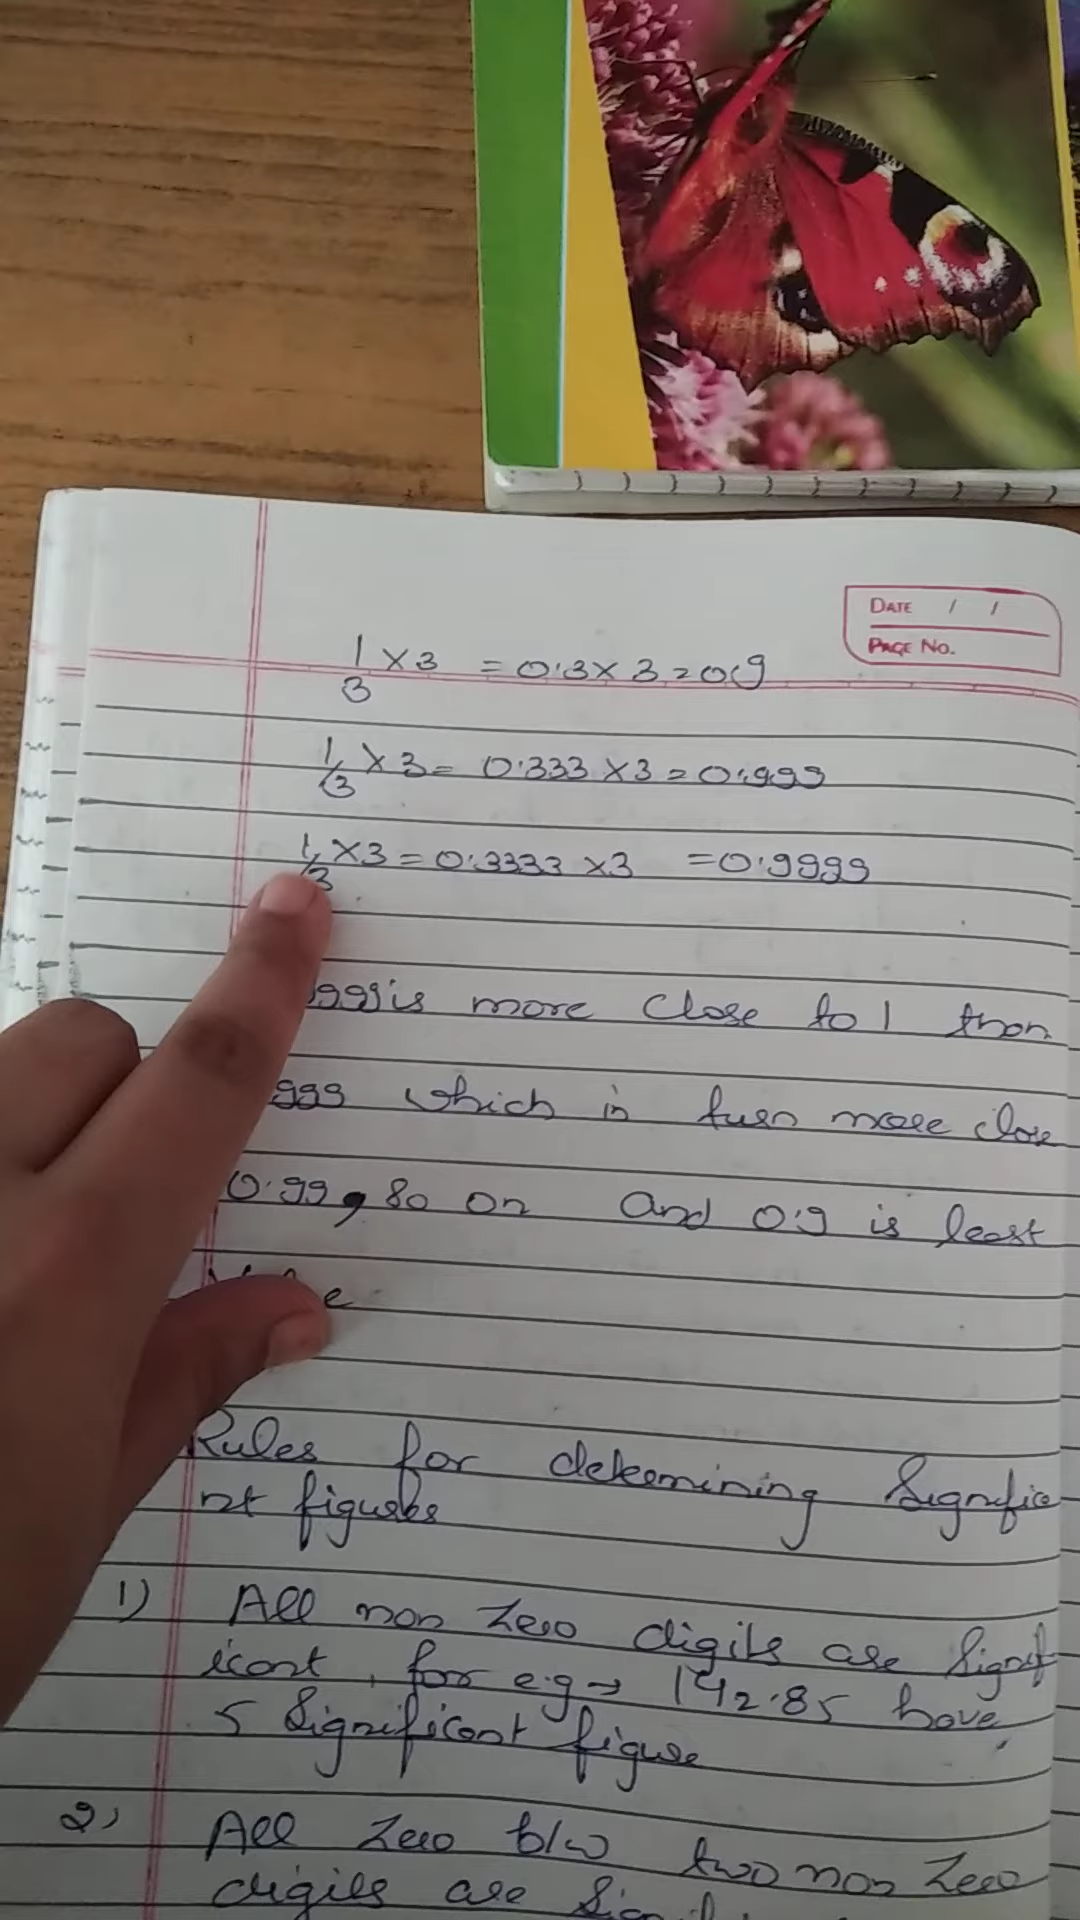 DATE / /
PAGE No.
1/3 × 3 = 0.3 × 3 = 0.9
1/3 × 3 = 0.333 × 3 = 0.999
1/3 × 3 = 0.3333 × 3 = 0.9999
is more close to 1 than
999 which in turn more close
0.99, so on and 0.9 is least
Rules for determining Significa
nt figures
1) All non zero digits are Signif
icant, for e.g → 142.85 have
5 Significant figure
2) All zero b/w two non zero
digits are